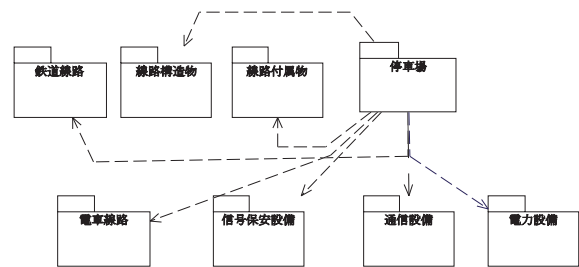 鉄道線路
線路構造物
線路付属物
停車場
電車線路
信号保安設備
通信設備
電力設備